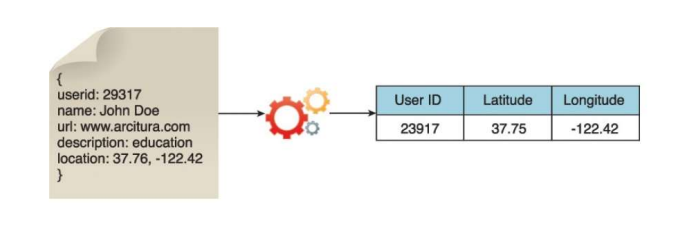 {
userid: 29317
name: John Doe
url: www.arcitura.com
description: education
location: 37.76, -122.42
}
User ID Latitude Longitude
23917 37.75 -122.42